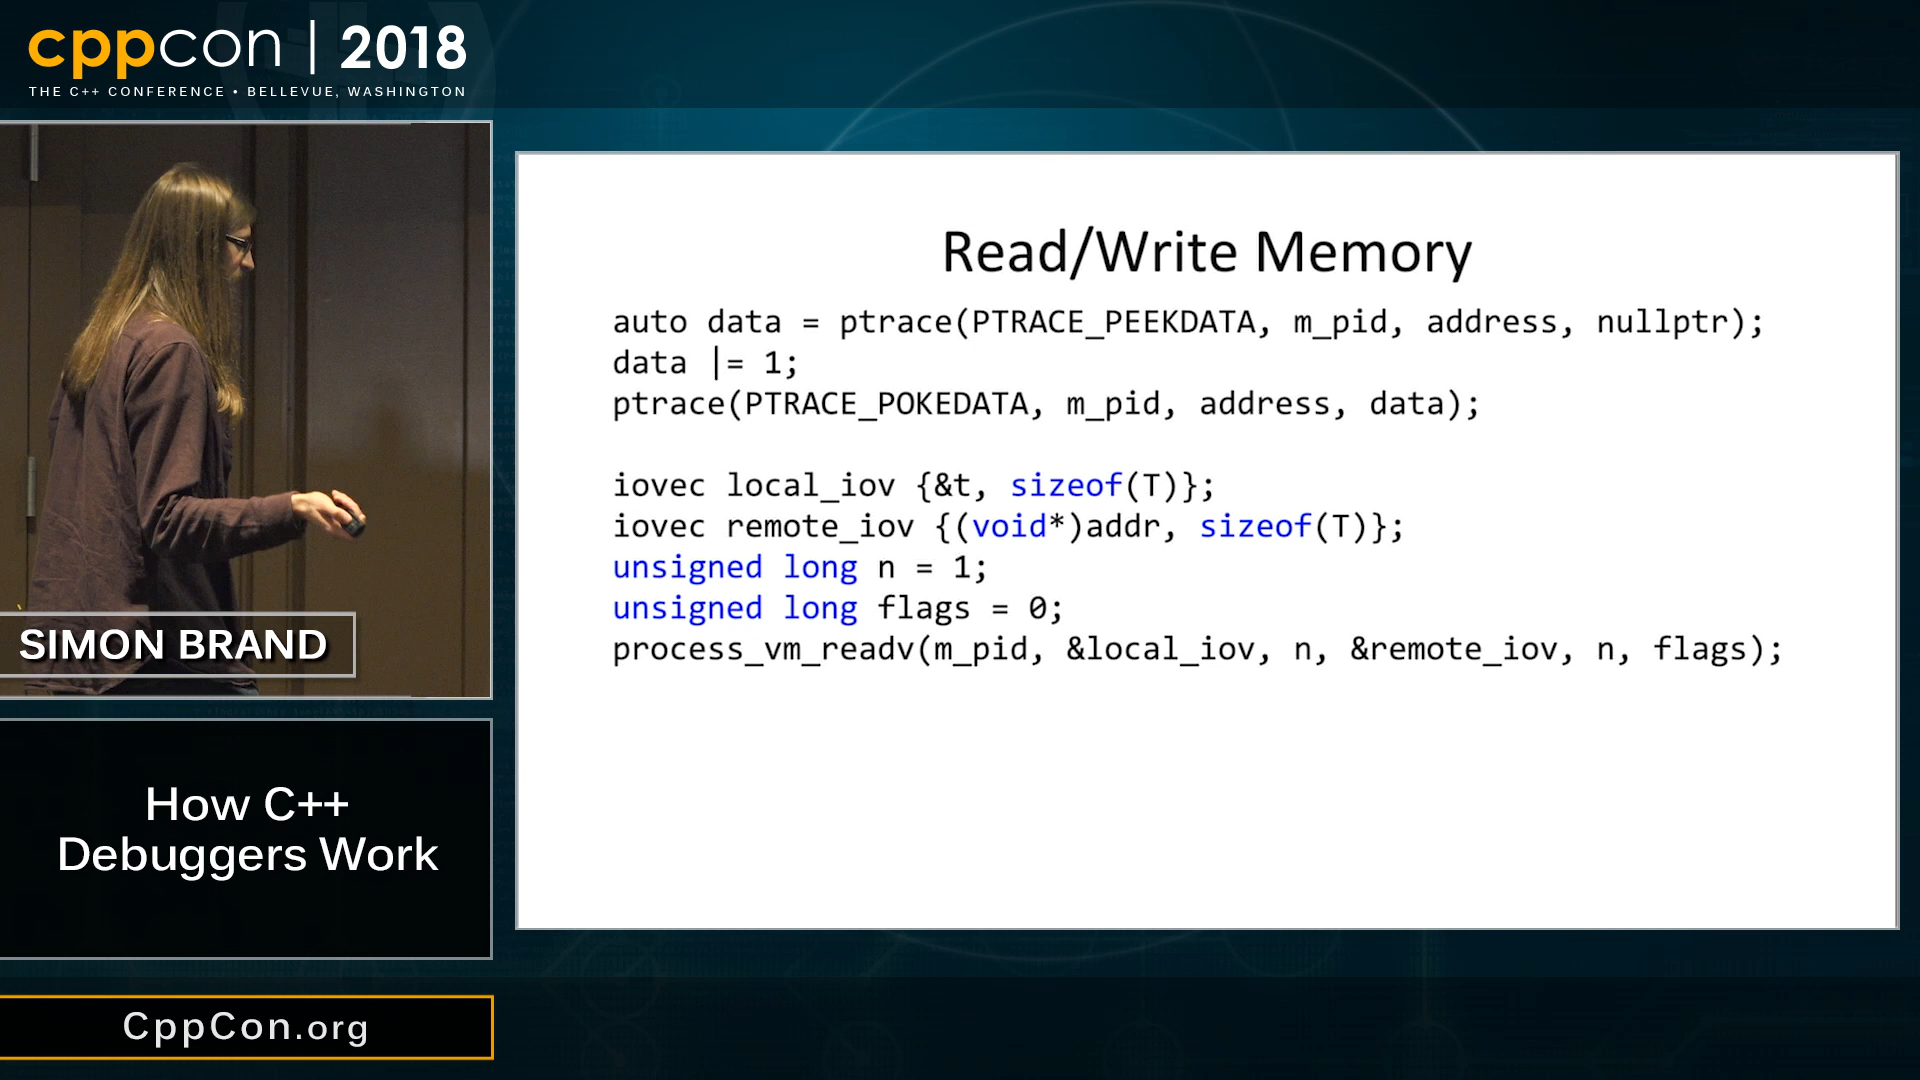 cppcon | 2018
THE C++ CONFERENCE • BELLEVUE, WASHINGTON
SIMON BRAND
How C++
Debuggers Work
CppCon.org
Read/Write Memory
auto data = ptrace(PTRACE_PEEKDATA, m_pid, address, nullptr);
data |= 1;
ptrace(PTRACE_POKEDATA, m_pid, address, data);
iovec local_iov {&t, sizeof(T)};
iovec remote_iov {(void*)addr, sizeof(T)};
unsigned long n = 1;
unsigned long flags = 0;
process_vm_readv(m_pid, &local_iov, n, &remote_iov, n, flags);